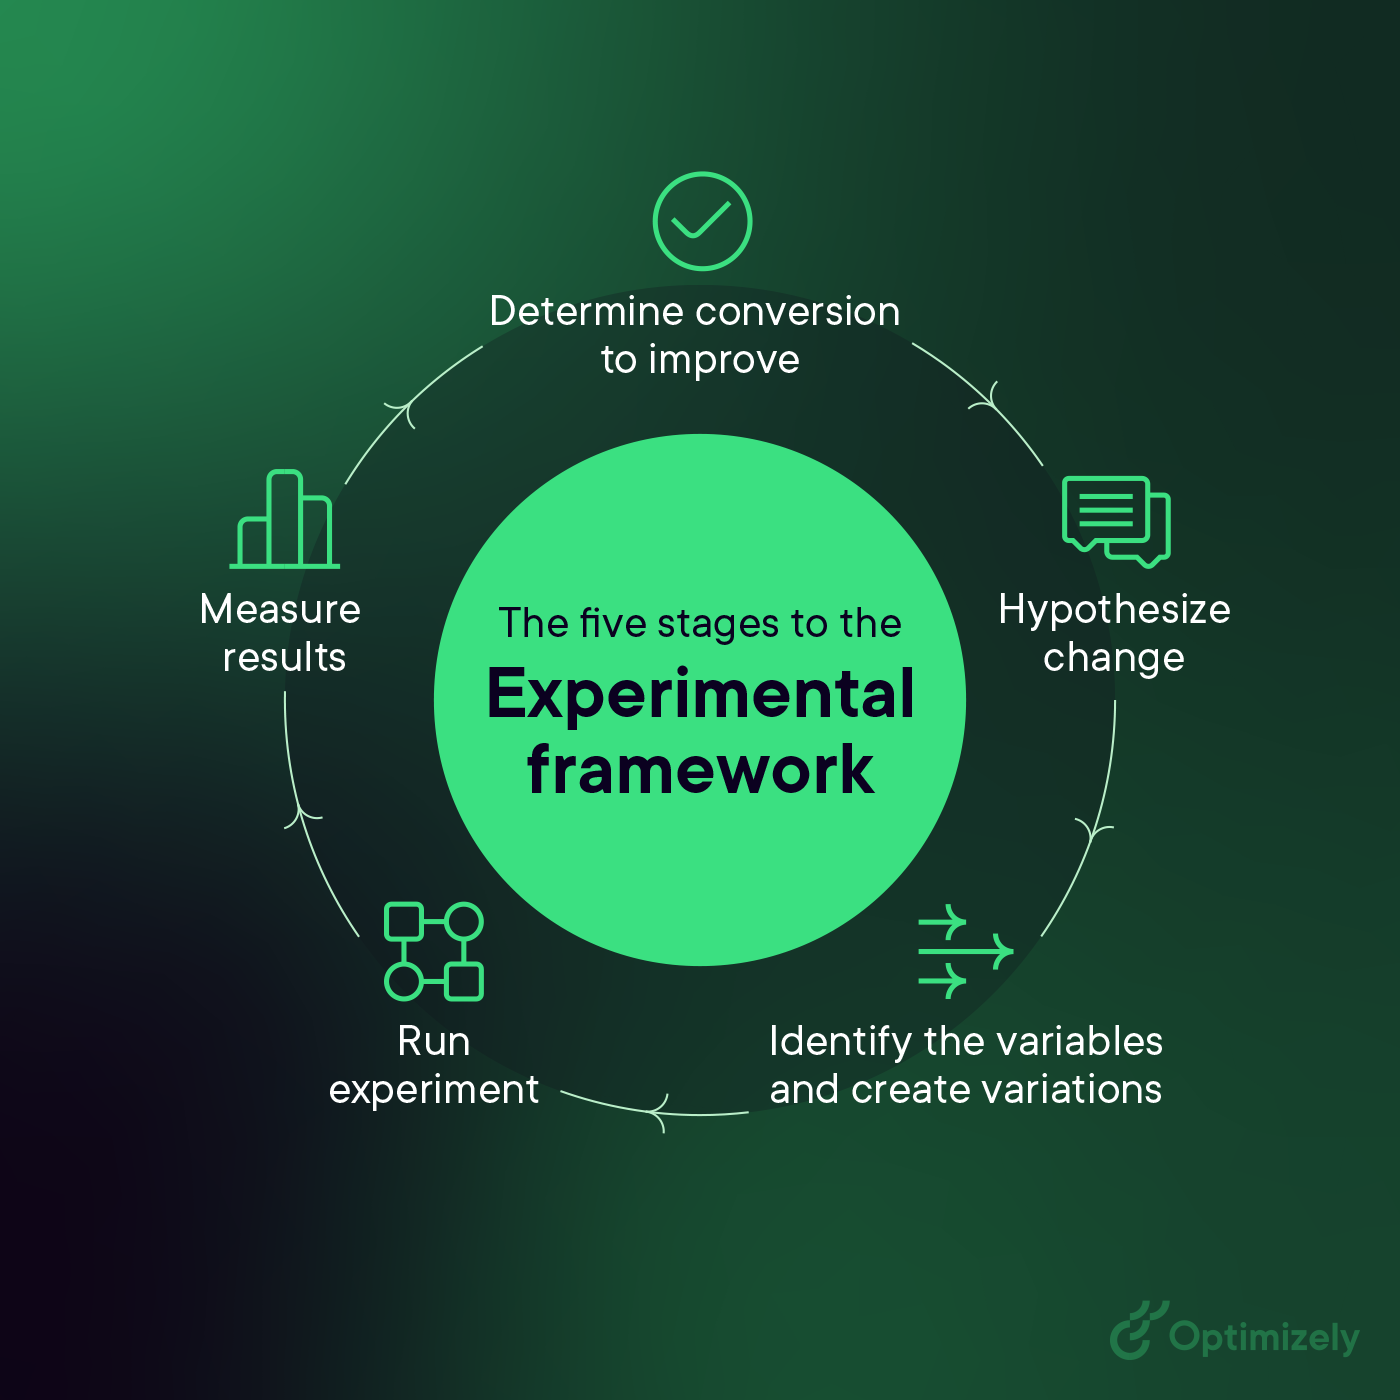 Determine conversion
to improve
Hypothesize
change
Identify the variables
and create variations
Run
experiment
Measure
results
The five stages to the
Experimental
framework
Optimizely